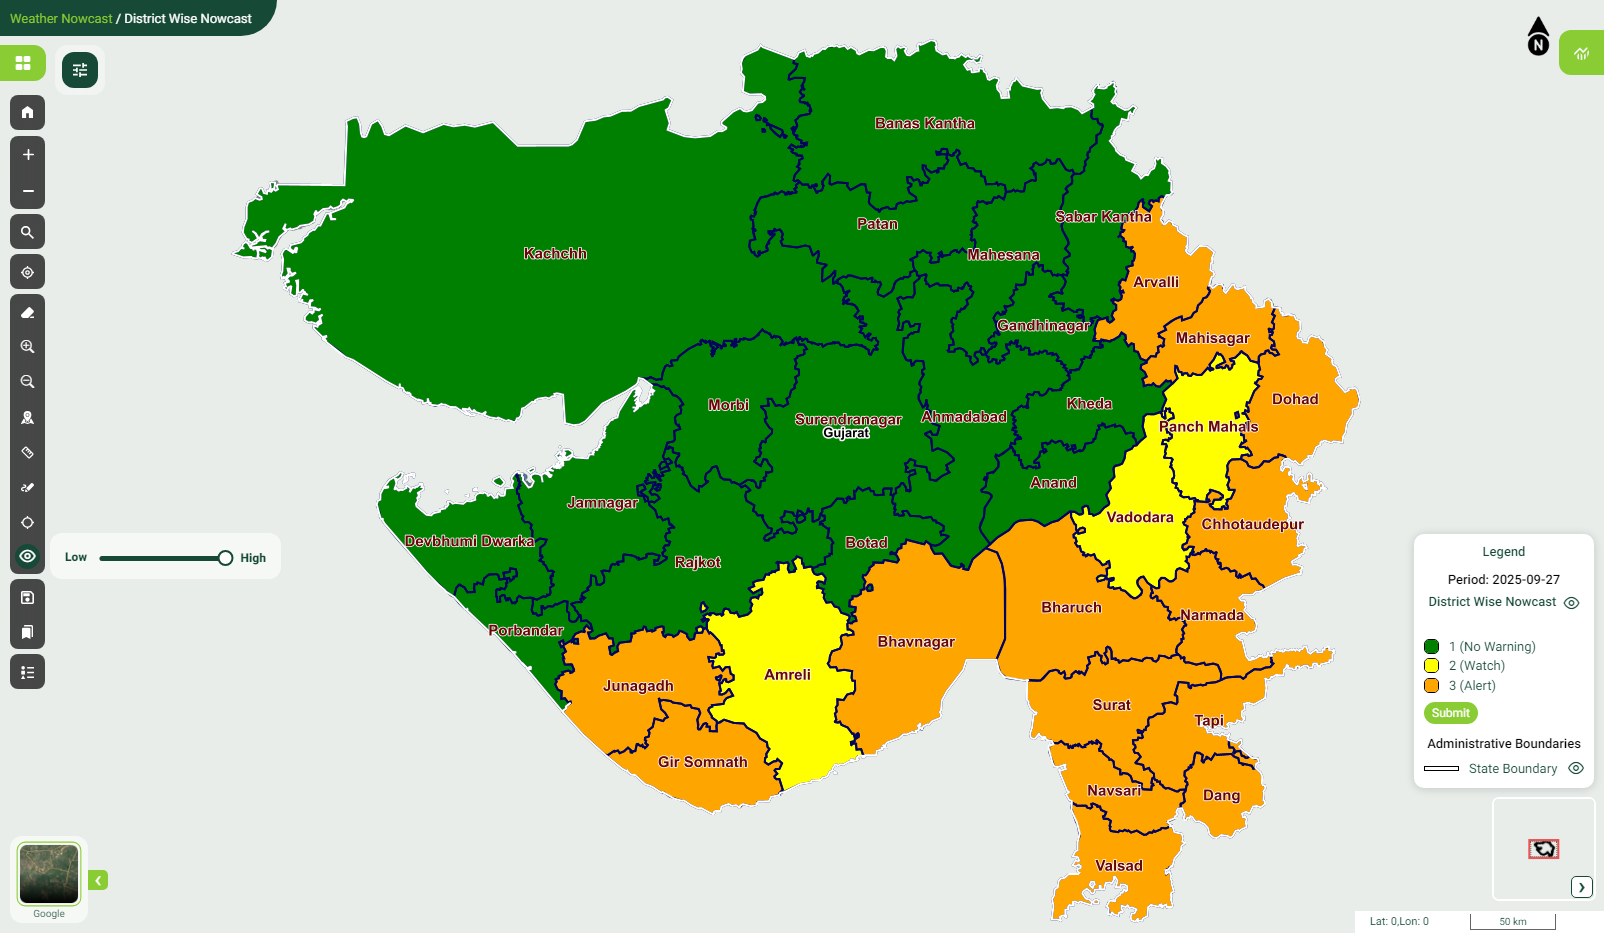 Weather Nowcast / District Wise Nowcast
N
Banas Kantha
Sabar Kantha
Patan
Kachchh
Mahesana
Arvalli
Gandhinagar
Mahisagar
Dohad
Morbi
Kheda
Surendranagar
Ahmadabad
Gujarat
Panch Mahals
Anand
Jamnagar
Vadodara
Chhotaudepur
Devbhumi Dwarka
Botad
Rajkot
Low
High
Bharuch
Narmada
Porbandar
Bhavnagar
Amreli
Junagadh
Surat
Tapi
Gir Somnath
Navsari
Dang
Valsad
Legend
Period: 2025-09-27
District Wise Nowcast
1 (No Warning)
2 (Watch)
3 (Alert)
Submit
Administrative Boundaries
State Boundary
Google
Lat: 0,Lon: 0
50 km